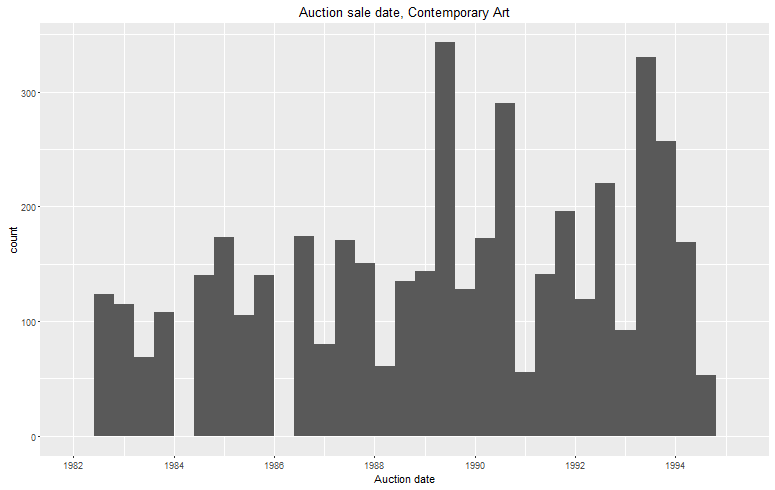 Auction sale date, Contemporary Art
300
200
100
0
count
1982 1984 1986 1988 1990 1992 1994
Auction date